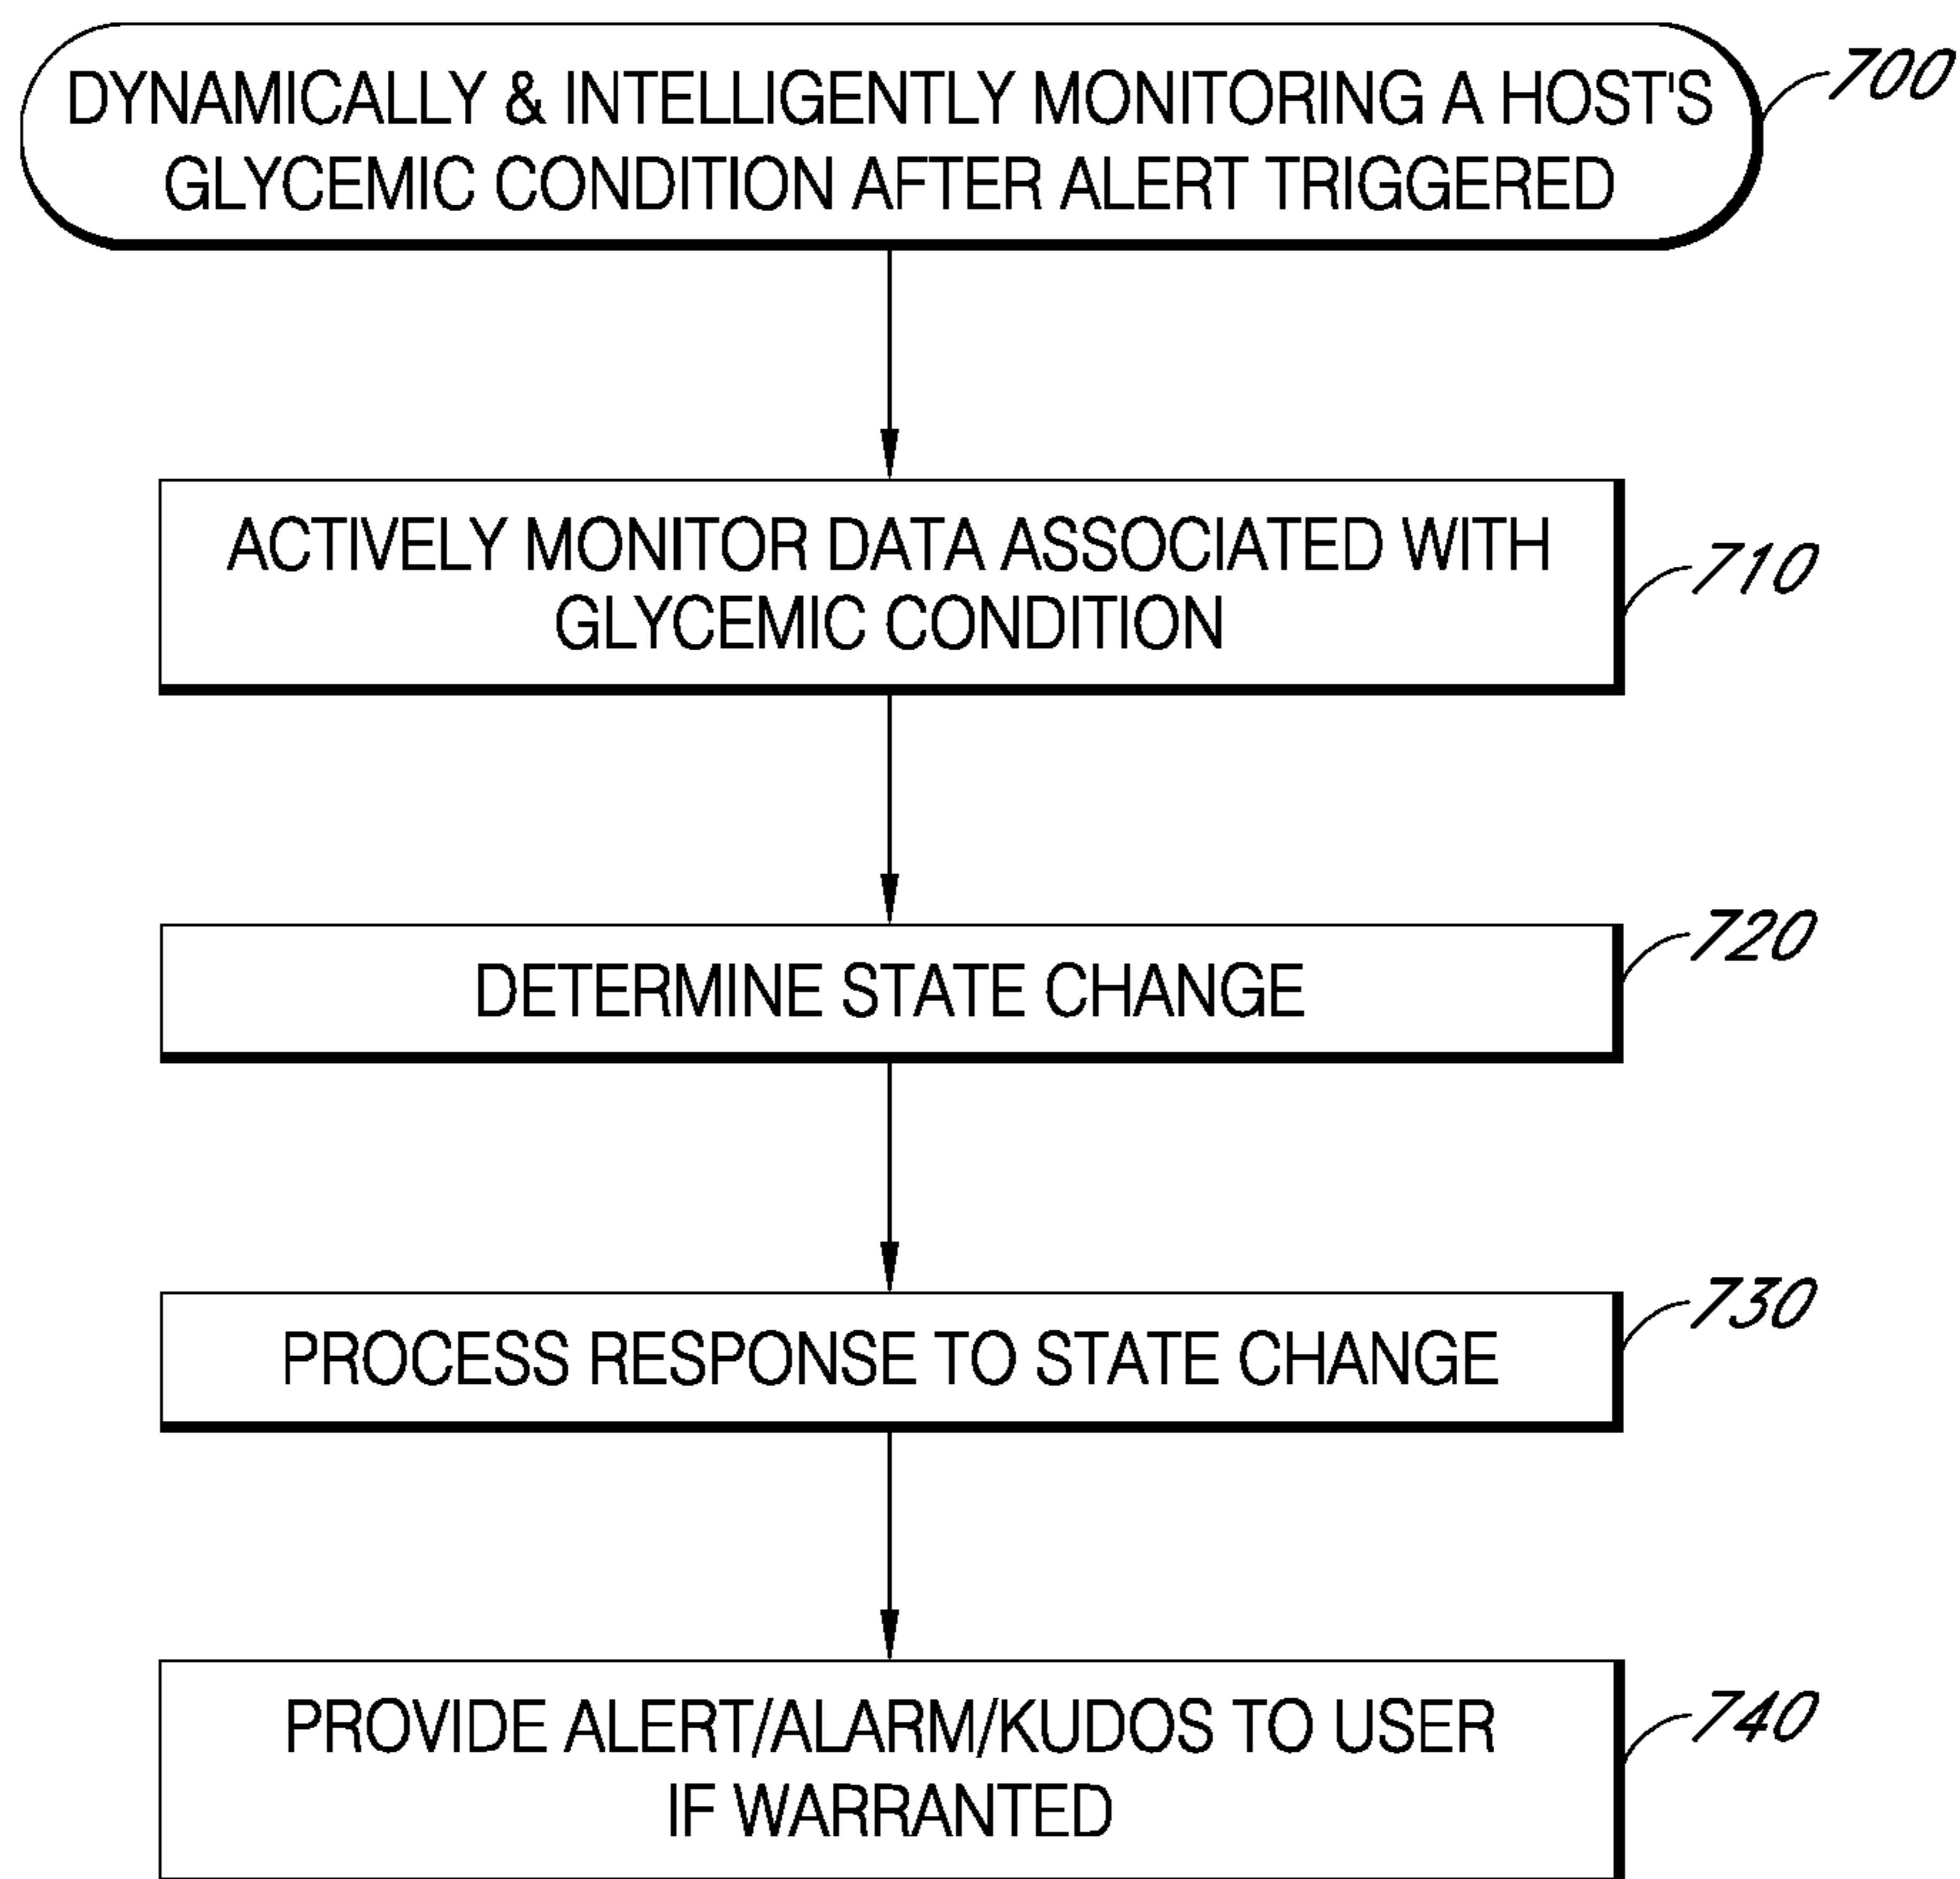 DYNAMICALLY & INTELLIGENTLY MONITORING A HOST'S
GLYCEMIC CONDITION AFTER ALERT TRIGGERED
700
ACTIVELY MONITOR DATA ASSOCIATED WITH
GLYCEMIC CONDITION
710
DETERMINE STATE CHANGE
720
PROCESS RESPONSE TO STATE CHANGE
730
PROVIDE ALERT/ALARM/KUDOS TO USER
IF WARRANTED
740